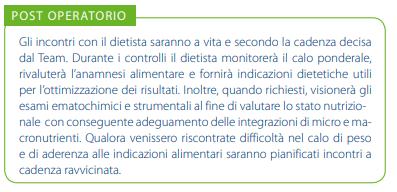 POST OPERATORIO
Gli incontri con il dietista saranno a vita e secondo la cadenza decisa
dal Team. Durante i controlli il dietista monitorerà il calo ponderale,
rivaluterà l'anamnesi alimentare e fornirà indicazioni dietetiche utili
per l'ottimizzazione dei risultati. Inoltre, quando richiesti, visionerà gli
esami ematochimici e strumentali al fine di valutare lo stato nutrizio-
nale con conseguente adeguamento delle integrazioni di micro e ma-
cronutrienti. Qualora venissero riscontrate difficoltà nel calo di peso
e di aderenza alle indicazioni alimentari saranno pianificati incontri a
cadenza ravvicinata.